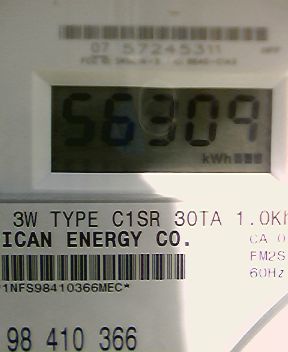 07 57245311
56309
kWh
3W TYPE C1SR 30TA 1.0Kh
ICAN ENERGY CO.
CA 0
FM2S
60Hz
*1NFS98410366MEC*
98 410 366